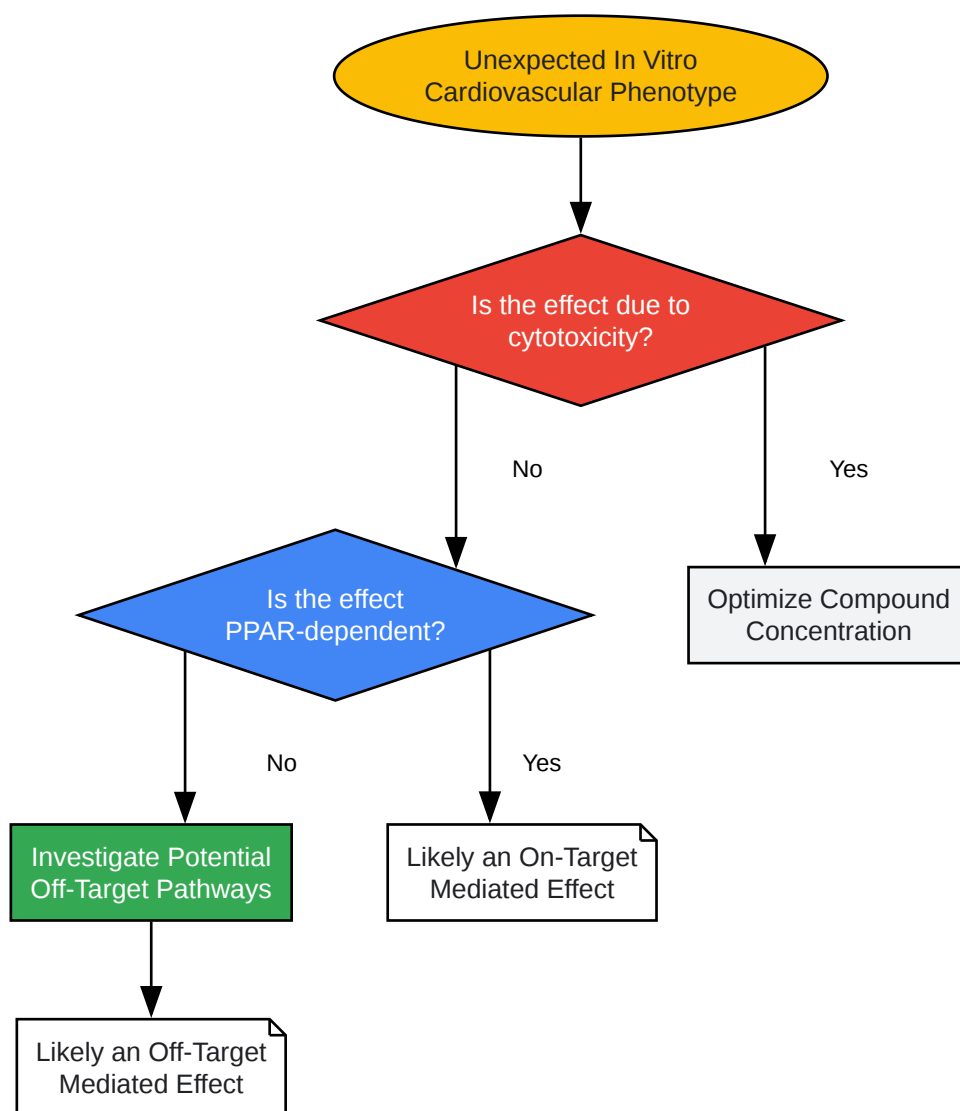 Unexpected In Vitro
Cardiovascular Phenotype
Is the effect due to
cytotoxicity?
No
Yes
Is the effect
PPAR-dependent?
Optimize Compound
Concentration
No
Yes
Investigate Potential
Off-Target Pathways
Likely an On-Target
Mediated Effect
Likely an Off-Target
Mediated Effect